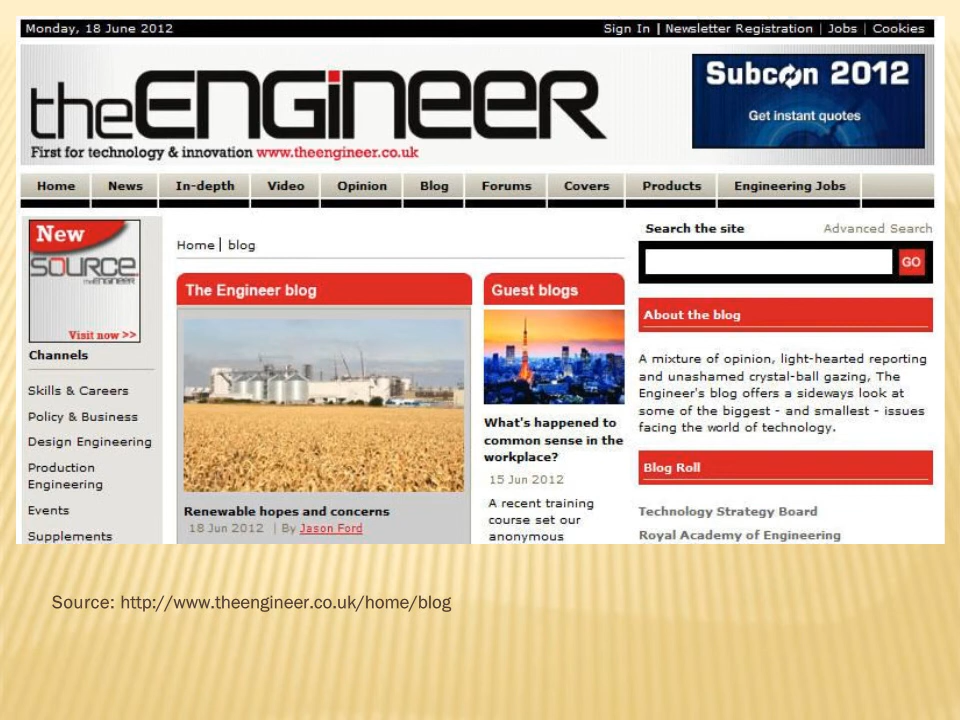 Monday, 18 June 2012
Sign In | Newsletter Registration | Jobs | Cookies
theENGiNEER
First for technology & innovation www.theengineer.co.uk
Subcon 2012
Get instant quotes
Home News In-depth Video Opinion Blog Forums Covers Products Engineering Jobs
New
SOURCE
theENGINEER
Visit now >>
Channels
Skills & Careers
Policy & Business
Design Engineering
Production
Engineering
Events
Supplements
Home | blog
The Engineer blog
Renewable hopes and concerns
18 Jun 2012 | By Jason Ford
Guest blogs
What's happened to
common sense in the
workplace?
15 Jun 2012
A recent training
course set our
anonymous
Search the site
Advanced Search
GO
About the blog
A mixture of opinion, light-hearted reporting
and unashamed crystal-ball gazing, The
Engineer's blog offers a sideways look at
some of the biggest - and smallest - issues
facing the world of technology.
Blog Roll
Technology Strategy Board
Royal Academy of Engineering
Source: http://www.theengineer.co.uk/home/blog